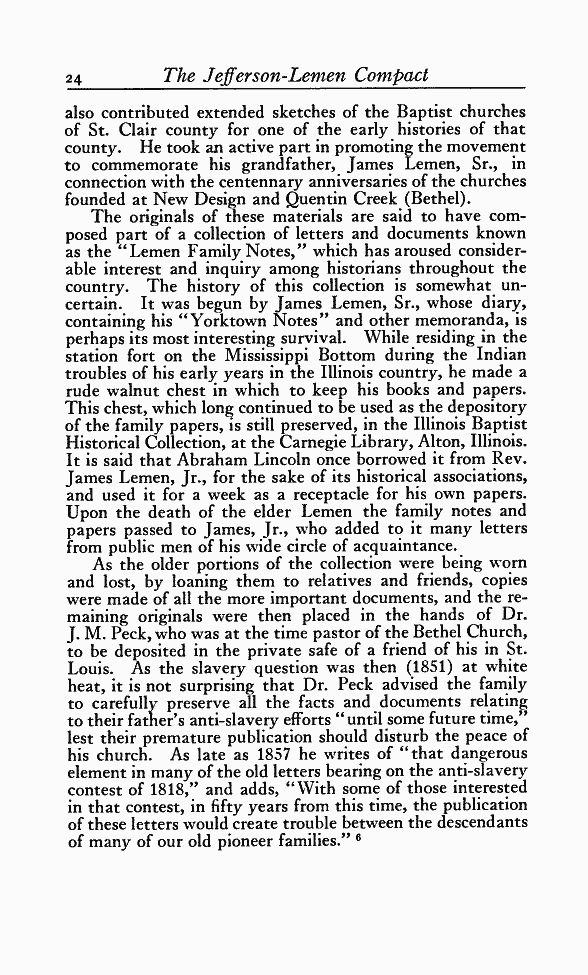 24 The Jefferson-Lemen Compact
also contributed extended sketches of the Baptist churches
of St. Clair county for one of the early histories of that
county. He took an active part in promoting the movement
to commemorate his grandfather, James Lemen, Sr., in
connection with the centennary anniversaries of the churches
founded at New Design and Quentin Creek (Bethel).
The originals of these materials are said to have com-
posed part of a collection of letters and documents known
as the "Lemen Family Notes," which has aroused consider-
able interest and inquiry among historians throughout the
country. The history of this collection is somewhat un-
certain. It was begun by James Lemen, Sr., whose diary,
containing his "Yorktown Notes" and other memoranda, is
perhaps its most interesting survival. While residing in the
station fort on the Mississippi Bottom during the Indian
troubles of his early years in the Illinois country, he made a
rude walnut chest in which to keep his books and papers.
This chest, which long continued to be used as the depository
of the family papers, is still preserved, in the Illinois Baptist
Historical Collection, at the Carnegie Library, Alton, Illinois.
It is said that Abraham Lincoln once borrowed it from Rev.
James Lemen, Jr., for the sake of its historical associations,
and used it for a week as a receptacle for his own papers.
Upon the death of the elder Lemen the family notes and
papers passed to James, Jr., who added to it many letters
from public men of his wide circle of acquaintance.
As the older portions of the collection were being worn
and lost, by loaning them to relatives and friends, copies
were made of all the more important documents, and the re-
maining originals were then placed in the hands of Dr.
J. M. Peck, who was at the time pastor of the Bethel Church,
to be deposited in the private safe of a friend of his in St.
Louis. As the slavery question was then (1851) at white
heat, it is not surprising that Dr. Peck advised the family
to carefully preserve all the facts and documents relating
to their father's anti-slavery efforts "until some future time,"
lest their premature publication should disturb the peace of
his church. As late as 1857 he writes of "that dangerous
element in many of the old letters bearing on the anti-slavery
contest of 1818," and adds, "With some of those interested
in that contest, in fifty years from this time, the publication
of these letters would create trouble between the descendants
of many of our old pioneer families." 6